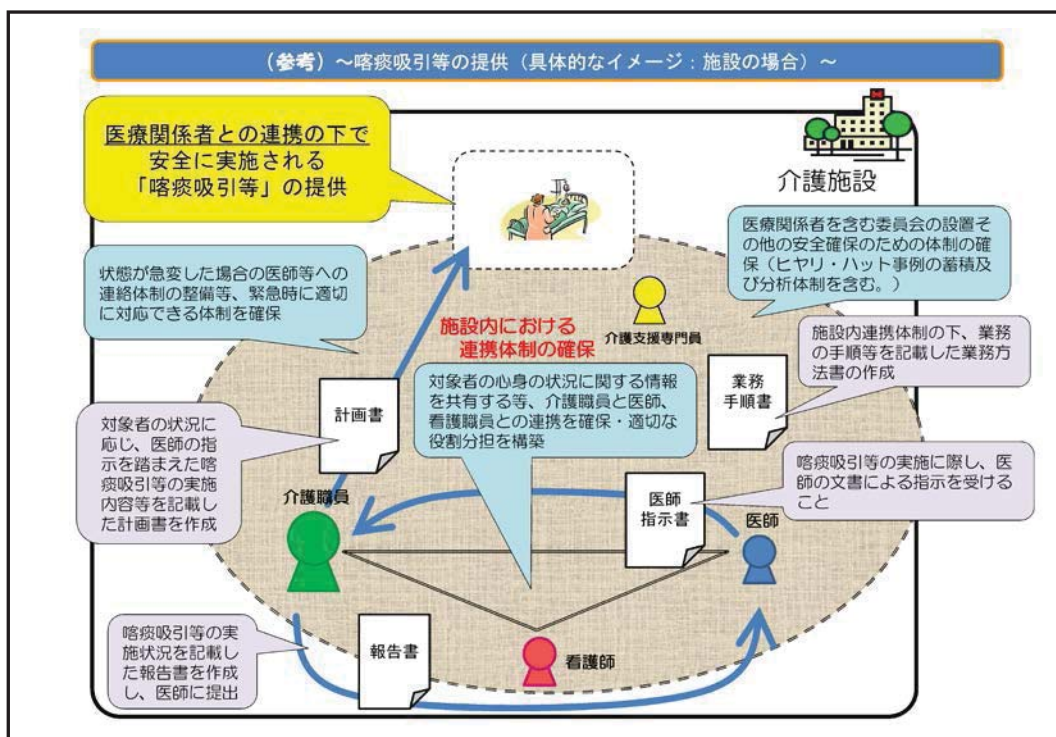 (参考)～喀痰吸引等の提供（具体的なイメージ：施設の場合）～
医療関係者との連携の下で
安全に実施される
「喀痰吸引等」の提供
介護施設
医療関係者を含む委員会の設置そ
の他の安全確保のための体制の確
保（ヒヤリ・ハット事例の蓄積及
び分析体制を含む。）
状態が急変した場合の医師等への
連絡体制の整備等、緊急時に適切
に対応できる体制を確保
介護支援専門員
施設内における
連携体制の確保
施設内連携体制の下、業務
の手順等を記載した業務方
法書の作成
業務
手順書
計画書
対象者の心身の状況に関する情報
を共有する等、介護職員と医師、
看護職員との連携を確保・適切な
役割分担を構築
対象者の状況に
応じ、医師の指
示を踏まえた喀
痰吸引等の実施
内容等を記載し
た計画書を作成
喀痰吸引等の実施に際し、医
師の文書による指示を受けるこ
と
介護職員
医師
指示書
医師
喀痰吸引等の実
施状況を記載し
た報告書を作成
し、医師に提出
報告書
看護師